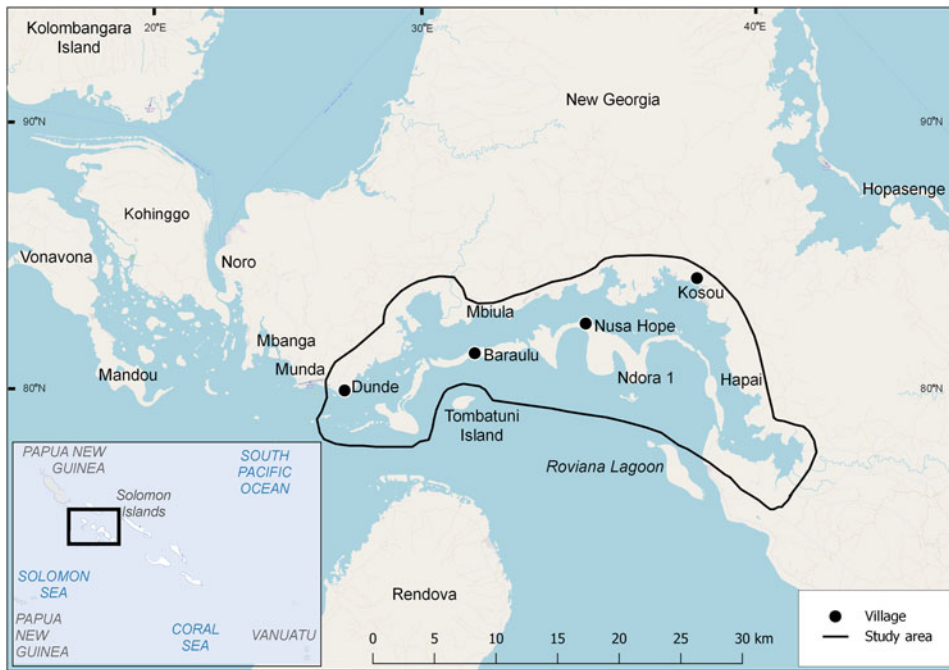 Kolombangara
Island
20°E
30°E
40°E
New Georgia
90°N
90°N
Hopasenge
Kohinggo
Vonavona
Noro
Kosou
Mbiula
Nusa Hope
Mbanga
Baraulu
Munda
Mandou
Dunde
Ndora 1
Hapai
80°N
80°N
Tombatuni
Island
Roviana Lagoon
PAPUA NEW
GUINEA
SOUTH
PACIFIC
OCEAN
Solomon
Islands
SOLOMON
SEA
PAPUA
NEW
GUINEA
CORAL
SEA
VANUATU
Rendova
0 5 10 15 20 25 30 km
Village
Study area